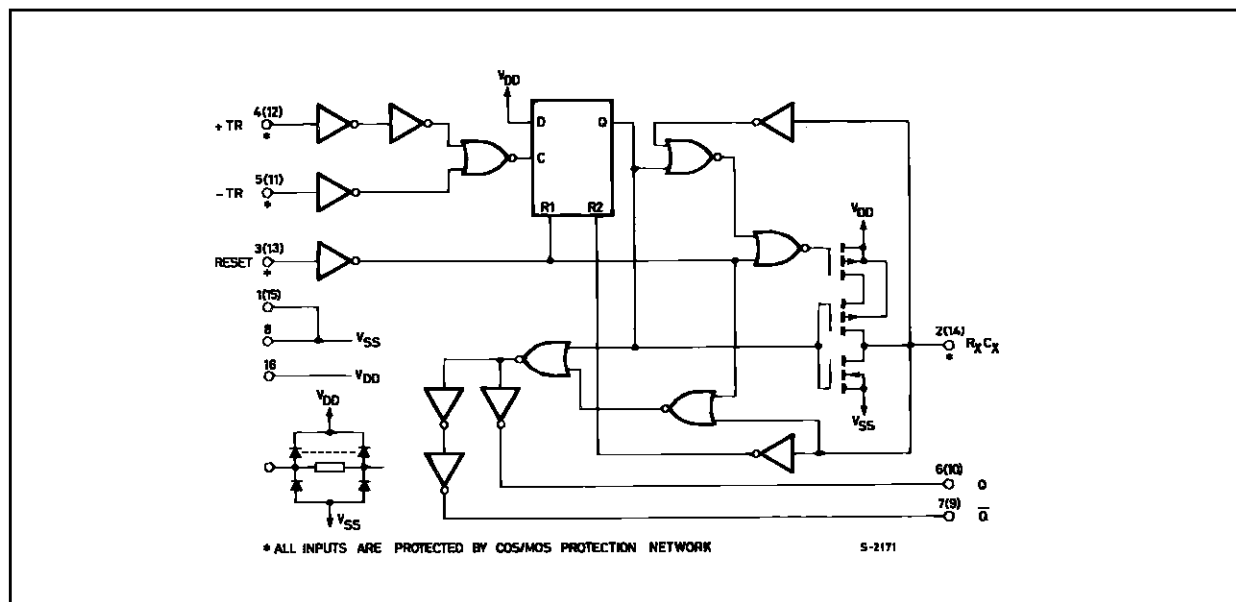 VDD
4(12)
+TR
*
D
Q
C
5(11)
-TR
*
R1 R2
VDD
3(13)
RESET
*
1(15)
8
VSS
2(14)
RXCX
*
16
VDD
VDD
VSS
6(10)
Q
7(9)
Q̅
VSS
* ALL INPUTS ARE PROTECTED BY COS/MOS PROTECTION NETWORK
S-2171